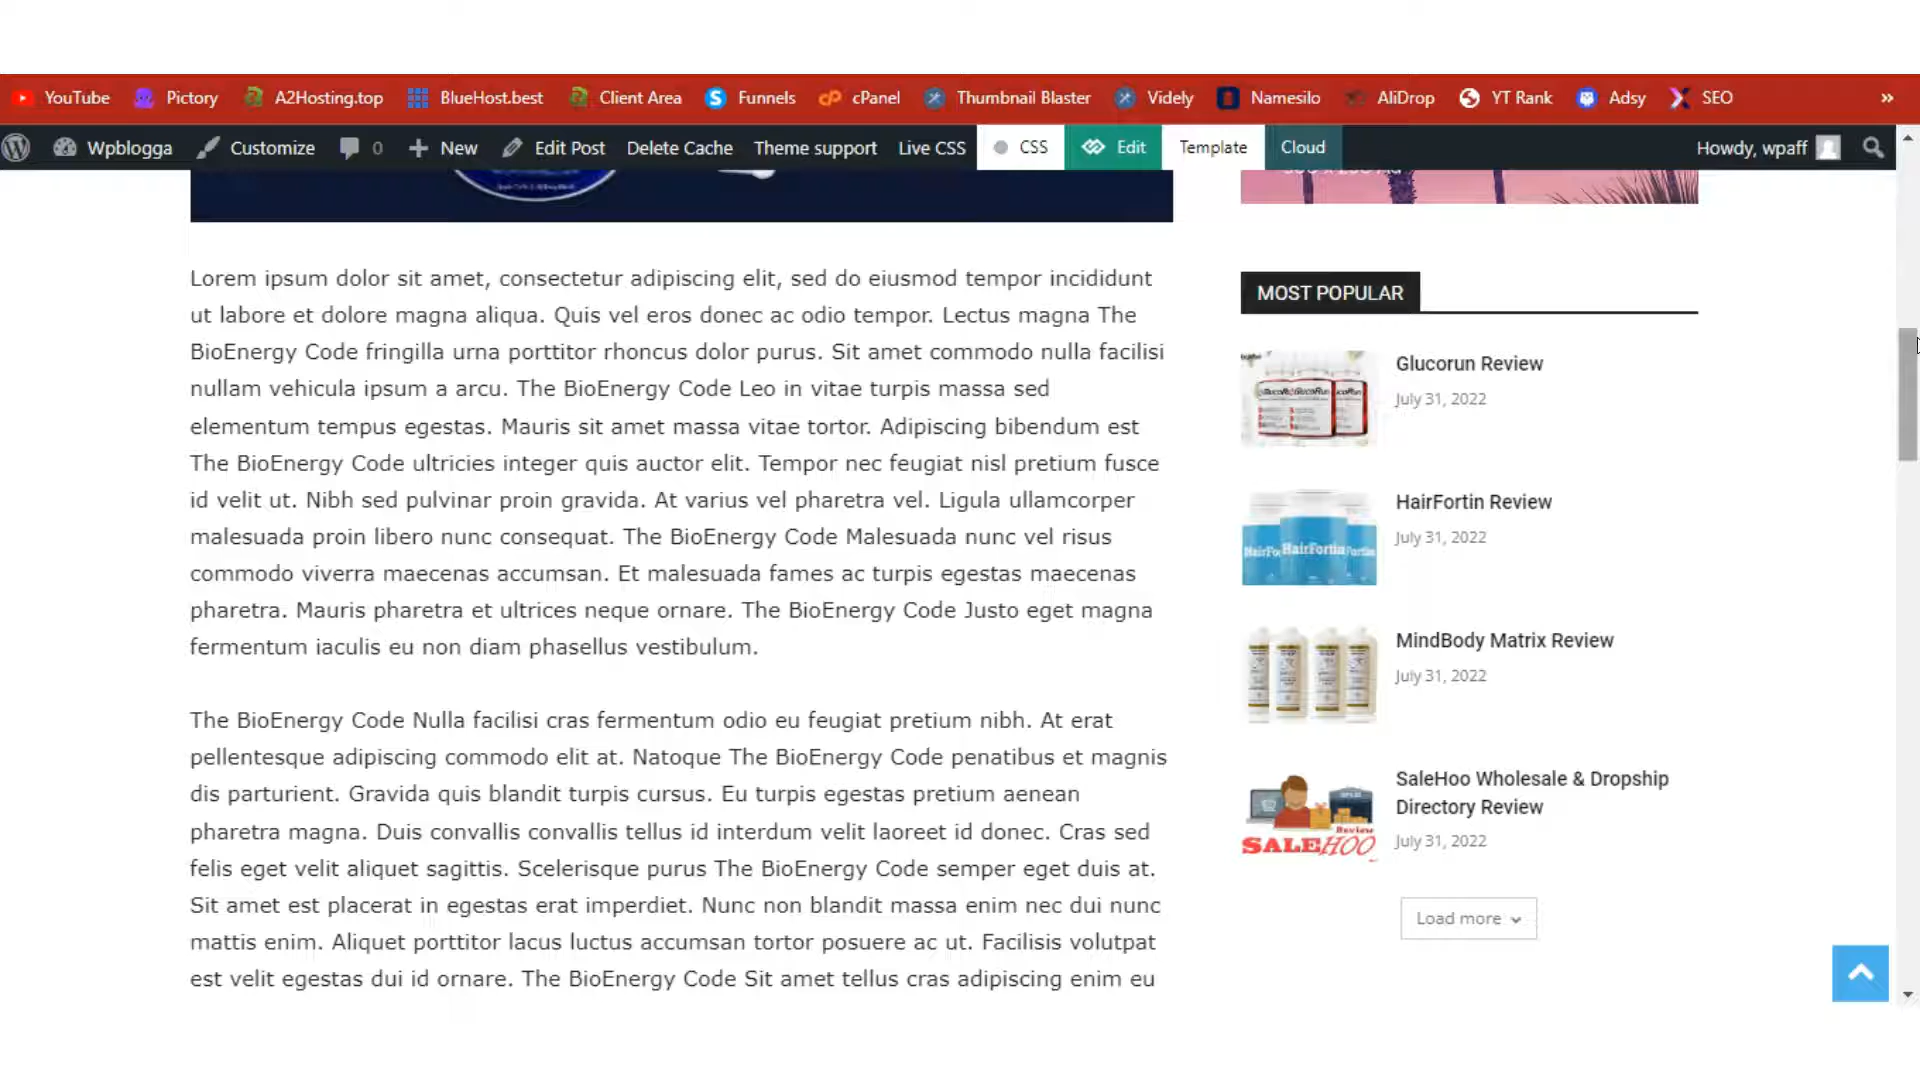 YouTube Pictory A2Hosting.top BlueHost.best Client Area Funnels cPanel Thumbnail Blaster Videly Namesilo AliDrop YT Rank Adsy SEO »
Wpblogga Customize 0 New Edit Post Delete Cache Theme support Live CSS CSS Edit Template Cloud Howdy, wpaff
Lorem ipsum dolor sit amet, consectetur adipiscing elit, sed do eiusmod tempor incididunt
ut labore et dolore magna aliqua. Quis vel eros donec ac odio tempor. Lectus magna The
BioEnergy Code fringilla urna porttitor rhoncus dolor purus. Sit amet commodo nulla facilisi
nullam vehicula ipsum a arcu. The BioEnergy Code Leo in vitae turpis massa sed
elementum tempus egestas. Mauris sit amet massa vitae tortor. Adipiscing bibendum est
The BioEnergy Code ultricies integer quis auctor elit. Tempor nec feugiat nisl pretium fusce
id velit ut. Nibh sed pulvinar proin gravida. At varius vel pharetra vel. Ligula ullamcorper
malesuada proin libero nunc consequat. The BioEnergy Code Malesuada nunc vel risus
commodo viverra maecenas accumsan. Et malesuada fames ac turpis egestas maecenas
pharetra. Mauris pharetra et ultrices neque ornare. The BioEnergy Code Justo eget magna
fermentum iaculis eu non diam phasellus vestibulum.
The BioEnergy Code Nulla facilisi cras fermentum odio eu feugiat pretium nibh. At erat
pellentesque adipiscing commodo elit at. Natoque The BioEnergy Code penatibus et magnis
dis parturient. Gravida quis blandit turpis cursus. Eu turpis egestas pretium aenean
pharetra magna. Duis convallis convallis tellus id interdum velit laoreet id donec. Cras sed
felis eget velit aliquet sagittis. Scelerisque purus The BioEnergy Code semper eget duis at.
Sit amet est placerat in egestas erat imperdiet. Nunc non blandit massa enim nec dui nunc
mattis enim. Aliquet porttitor lacus luctus accumsan tortor posuere ac ut. Facilisis volutpat
est velit egestas dui id ornare. The BioEnergy Code Sit amet tellus cras adipiscing enim eu
MOST POPULAR
GlucoRun
Glucorun Review
July 31, 2022
HairFortin
HairFortin Review
July 31, 2022
MindBody Matrix Review
July 31, 2022
Review
SALEHOO
SaleHoo Wholesale & Dropship
Directory Review
July 31, 2022
Load more